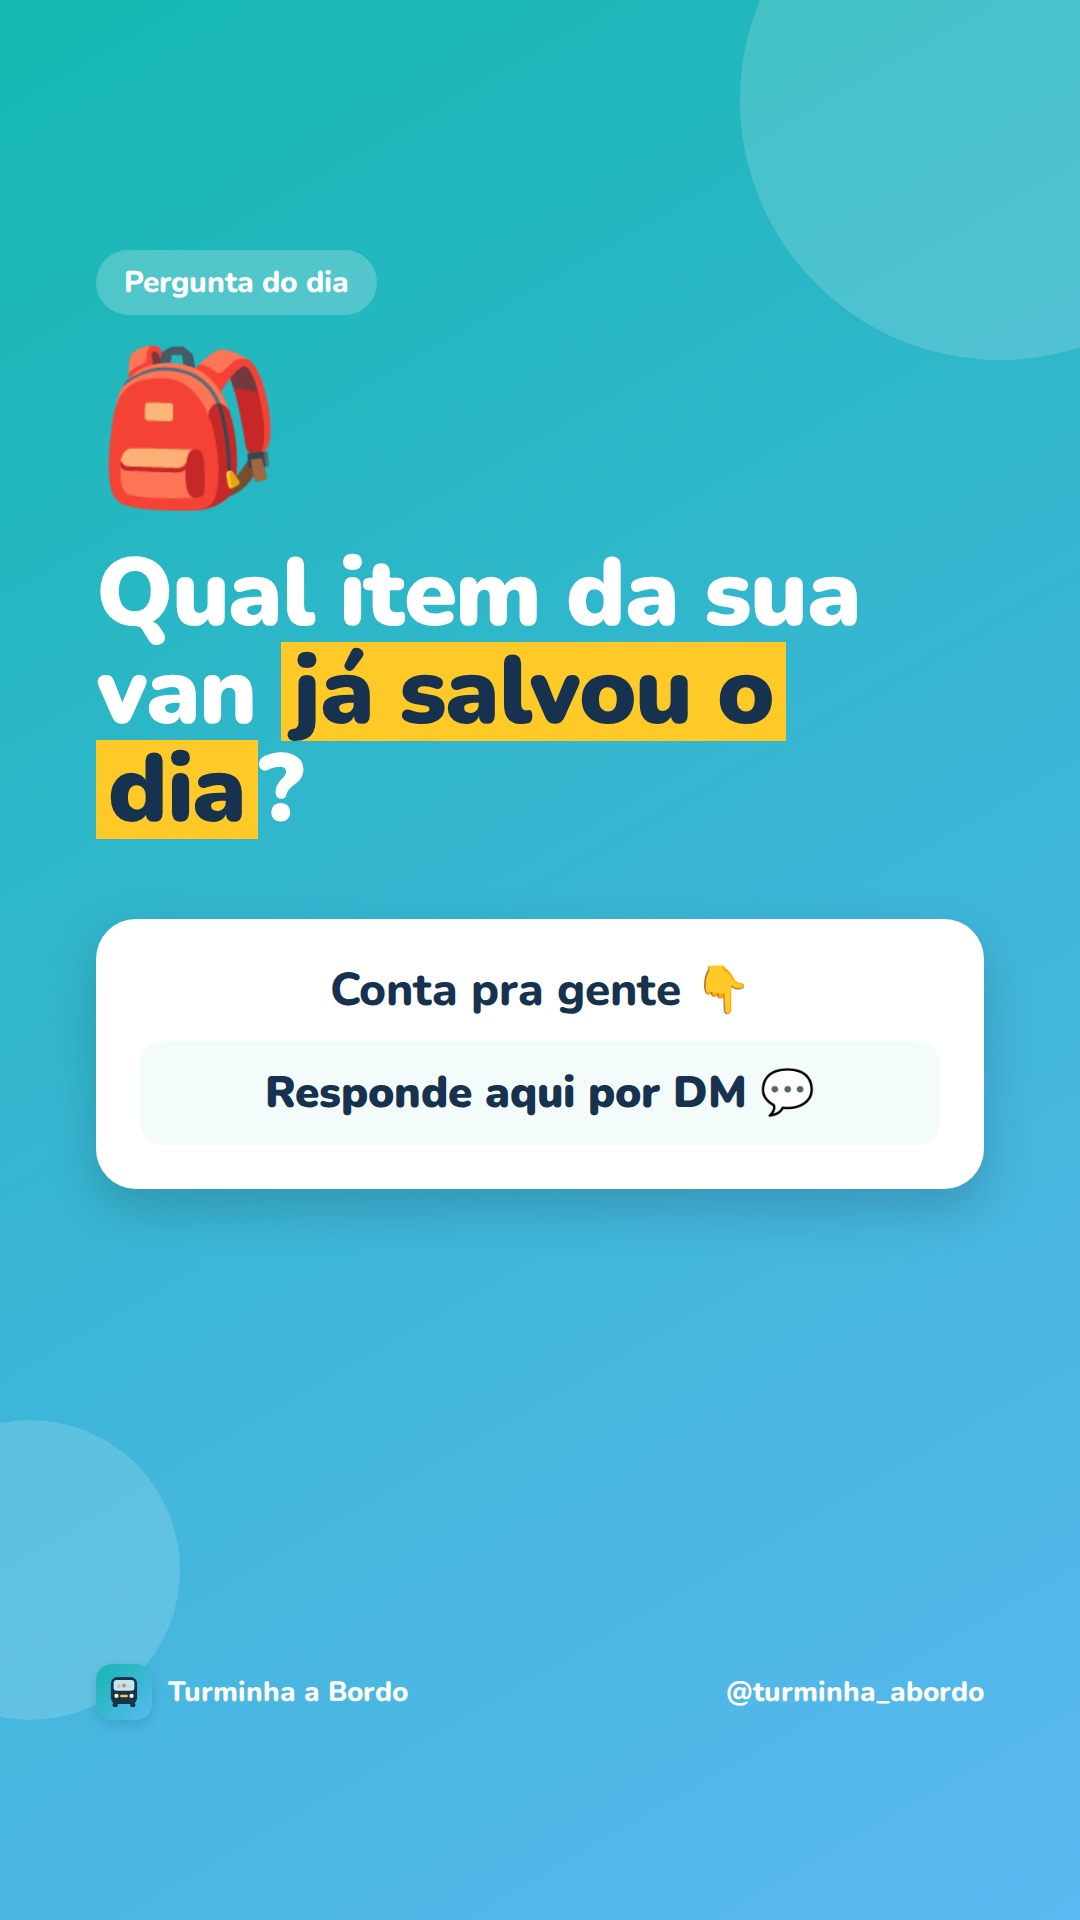 Pergunta do dia
Qual item da sua
van já salvou o
dia?
Conta pra gente 👇
Responde aqui por DM 💬
Turminha a Bordo
@turminha_abordo